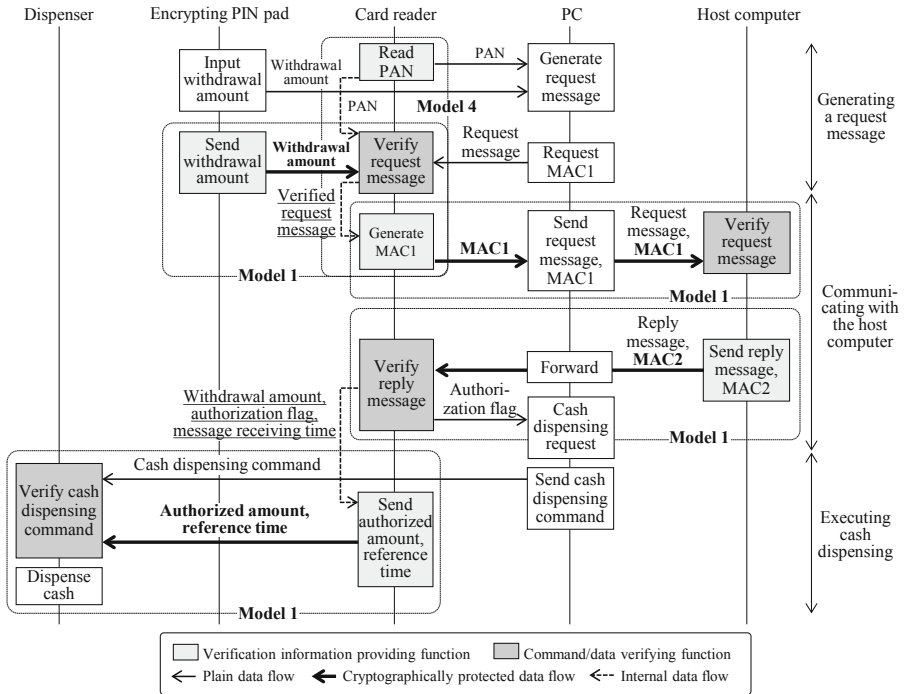 Dispenser
Encrypting PIN pad
Card reader
PC
Host computer
Input
withdrawal
amount
Withdrawal
amount
Read
PAN
PAN
Generate
request
message
PAN
Model 4
Generating
a request
message
Send
withdrawal
amount
Withdrawal
amount
Verify
request
message
Request
message
Request
MAC1
Verified
request
message
Generate
MAC1
MAC1
Send
request
message,
MAC1
Request
message,
MAC1
Verify
request
message
Model 1
Model 1
Communi-
cating with
the host
computer
Verify
reply
message
Forward
Reply
message,
MAC2
Send reply
message,
MAC2
Withdrawal amount,
authorization flag,
message receiving time
Authori-
zation flag
Cash
dispensing
request
Model 1
Verify cash
dispensing
command
Cash dispensing command
Send cash
dispensing
command
Authorized amount,
reference time
Send
authorized
amount,
reference
time
Executing
cash
dispensing
Dispense
cash
Model 1
Verification information providing function
Command/data verifying function
Plain data flow
Cryptographically protected data flow
Internal data flow